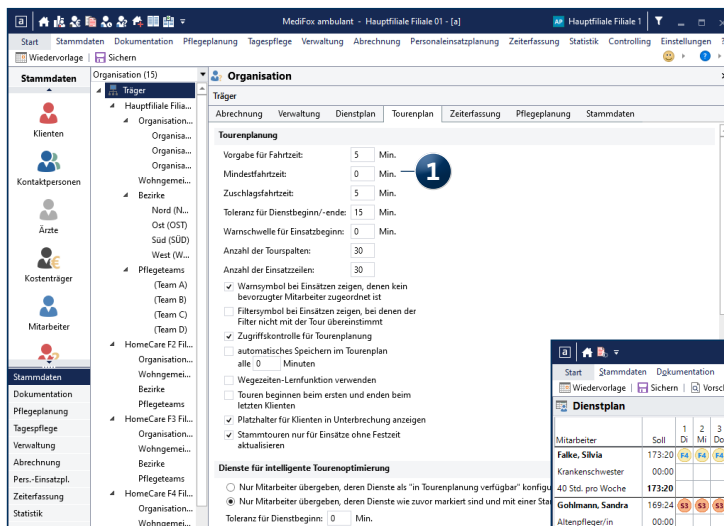 a
MediFox ambulant - Hauptfiliale Filiale 01 - [a]
AP Hauptfiliale Filiale 1
Start Stammdaten Dokumentation Pflegeplanung Tagespflege Verwaltung Abrechnung Personaleinsatzplanung Zeiterfassung Statistik Controlling Einstellungen ?
Wiedervorlage Sichern ?
Stammdaten
Klienten
Kontaktpersonen
Ärzte
Kostenträger
Mitarbeiter
Stammdaten
Dokumentation
Pflegeplanung
Tagespflege
Verwaltung
Abrechnung
Pers.-Einsatzpl.
Zeiterfassung
Statistik
Organisation (15)
Träger
Hauptfiliale Filia...
Organisation...
Organisa...
Organisa...
Organisa...
Wohngemei...
Bezirke
Nord (N...
Ost (OST)
Süd (SÜD)
West (W...
Pflegeteams
(Team A)
(Team B)
(Team C)
(Team D)
HomeCare F2 Fil...
Organisation...
Wohngemei...
Bezirke
Pflegeteams
HomeCare F3 Fil...
Organisation...
Wohngemei...
Bezirke
Pflegeteams
HomeCare F4 Fil...
Organisation...
Wohngemei...
Organisation
Träger
Abrechnung Verwaltung Dienstplan Tourenplan Zeiterfassung Pflegeplanung Stammdaten
Tourenplanung
Vorgabe für Fahrtzeit: 5 Min.
Mindestfahrtzeit: 0 Min. 1
Zuschlagsfahrtzeit: 5 Min.
Toleranz für Dienstbeginn/-ende: 15 Min.
Warnschwelle für Einsatzbeginn: 0 Min.
Anzahl der Tourspalten: 30
Anzahl der Einsatzzeilen: 30
Warnsymbol bei Einsätzen zeigen, denen kein
bevorzugter Mitarbeiter zugeordnet ist
Filtersymbol bei Einsätzen zeigen, bei denen der
Filter nicht mit der Tour übereinstimmt
Zugriffskontrolle für Tourenplanung
automatisches Speichern im Tourenplan
alle 0 Minuten
Wegezeiten-Lernfunktion verwenden
Touren beginnen beim ersten und enden beim
letzten Klienten
Platzhalter für Klienten in Unterbrechung anzeigen
Stammtouren nur für Einsätze ohne Festzeit
aktualisieren
Dienste für intelligente Tourenoptimierung
Nur Mitarbeiter übergeben, deren Dienste als "in Tourenplanung verfügbar" konfigu
Nur Mitarbeiter übergeben, deren Dienste wie zuvor markiert sind und mit einer Star
Toleranz für Dienstbeginn: 0 Min.
a
Start Stammdaten Dokumentation
Wiedervorlage Sichern Vorsch
Dienstplan
1 2 3
Mitarbeiter Soll Di Mi Do
Falke, Silvia 173:20 F4 F4 F4
Krankenschwester 00:00
40 Std. pro Woche 173:20
Gohlmann, Sandra 169:24 S3 S3 S3
Altenpfleger/in 00:00